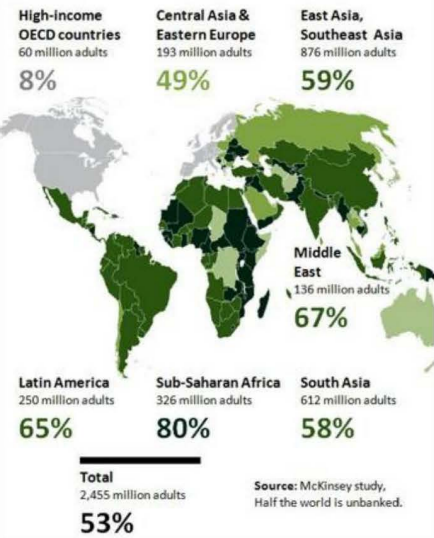 High-income
OECD countries
60 million adults
8%
Central Asia &
Eastern Europe
193 million adults
49%
East Asia,
Southeast Asia
876 million adults
59%
Middle
East
136 million adults
67%
Latin America
250 million adults
65%
Sub-Saharan Africa
326 million adults
80%
South Asia
612 million adults
58%
Total
2,455 million adults
53%
Source: McKinsey study,
Half the world is unbanked.